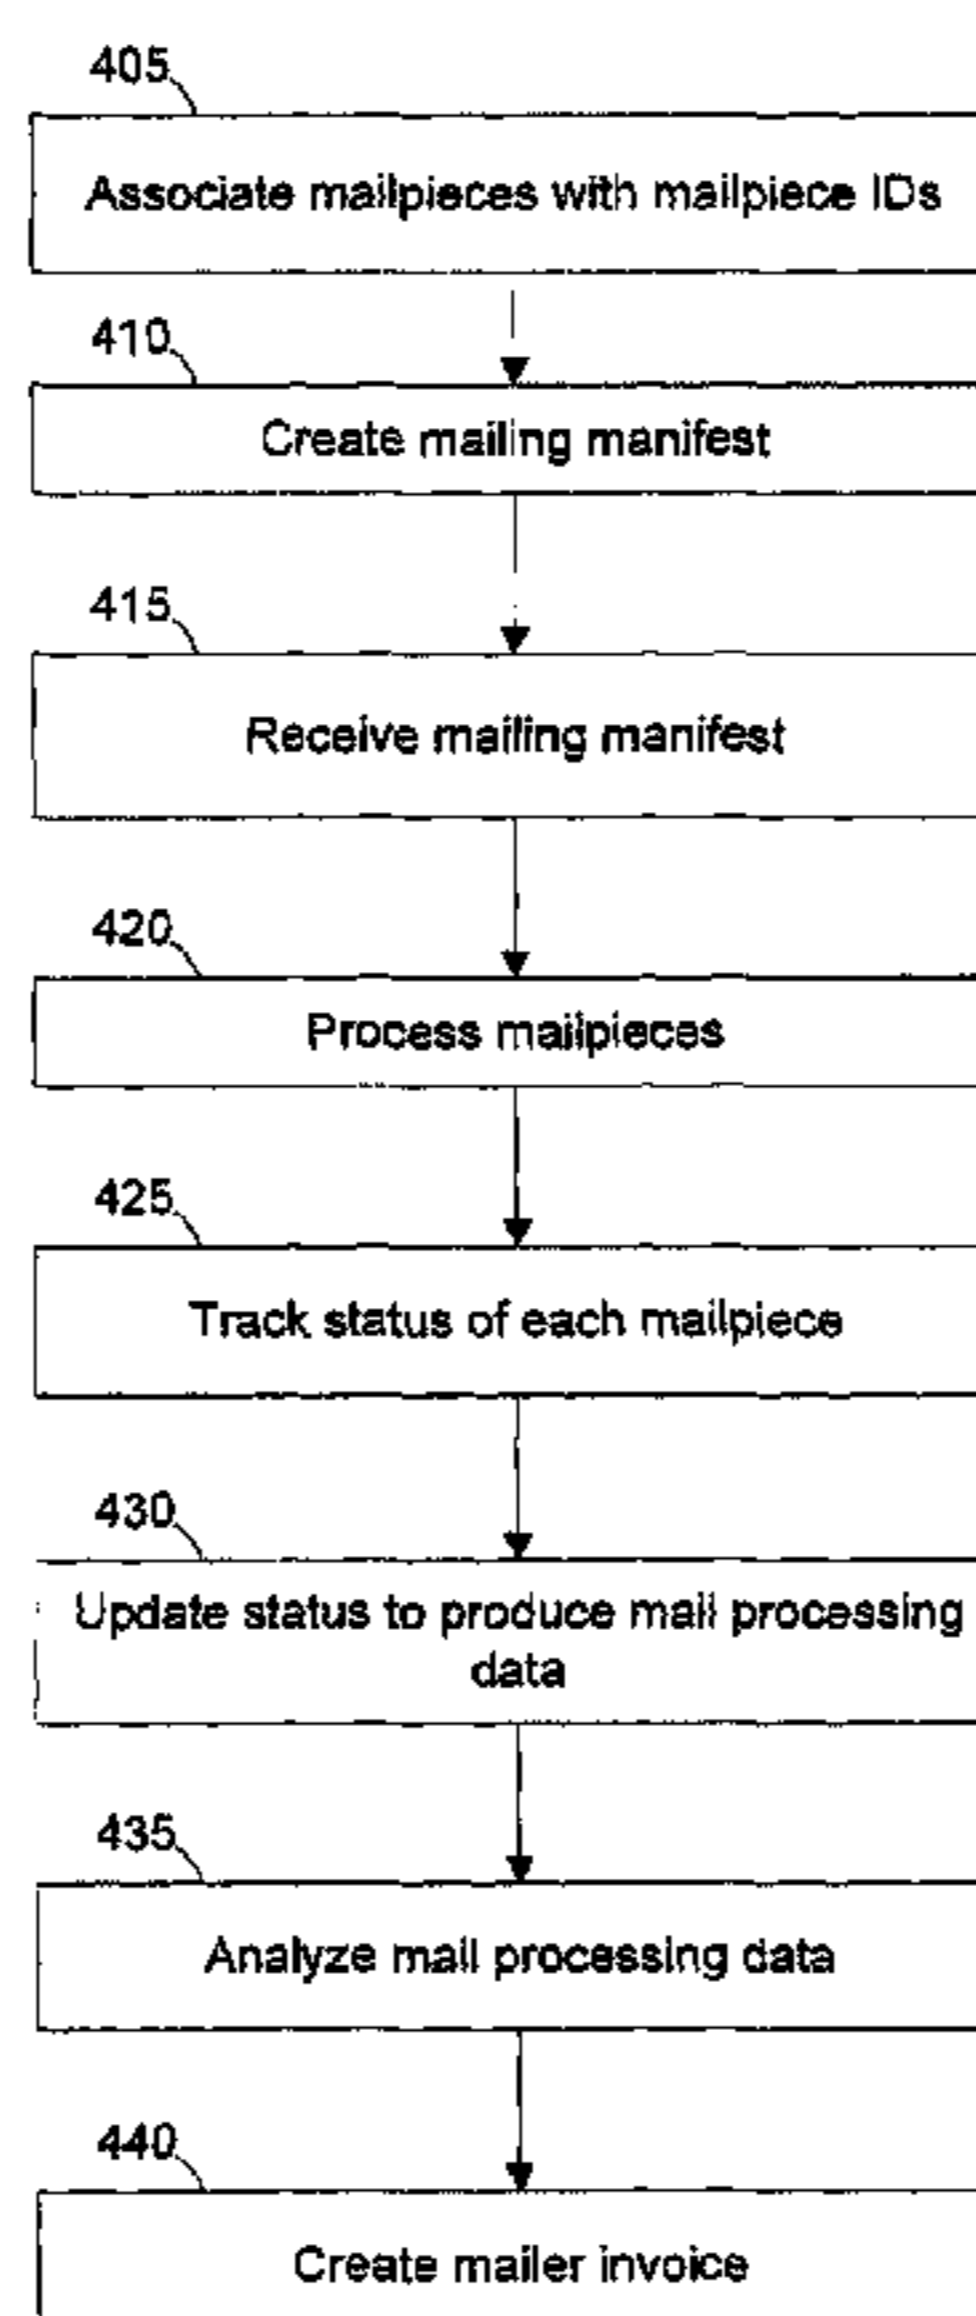 405
Associate mailpieces with mailpiece IDs
410
Create mailing manifest
415
Receive mailing manifest
420
Process mailpieces
425
Track status of each mailpiece
430
Update status to produce mail processing
data
435
Analyze mail processing data
440
Create mailer invoice